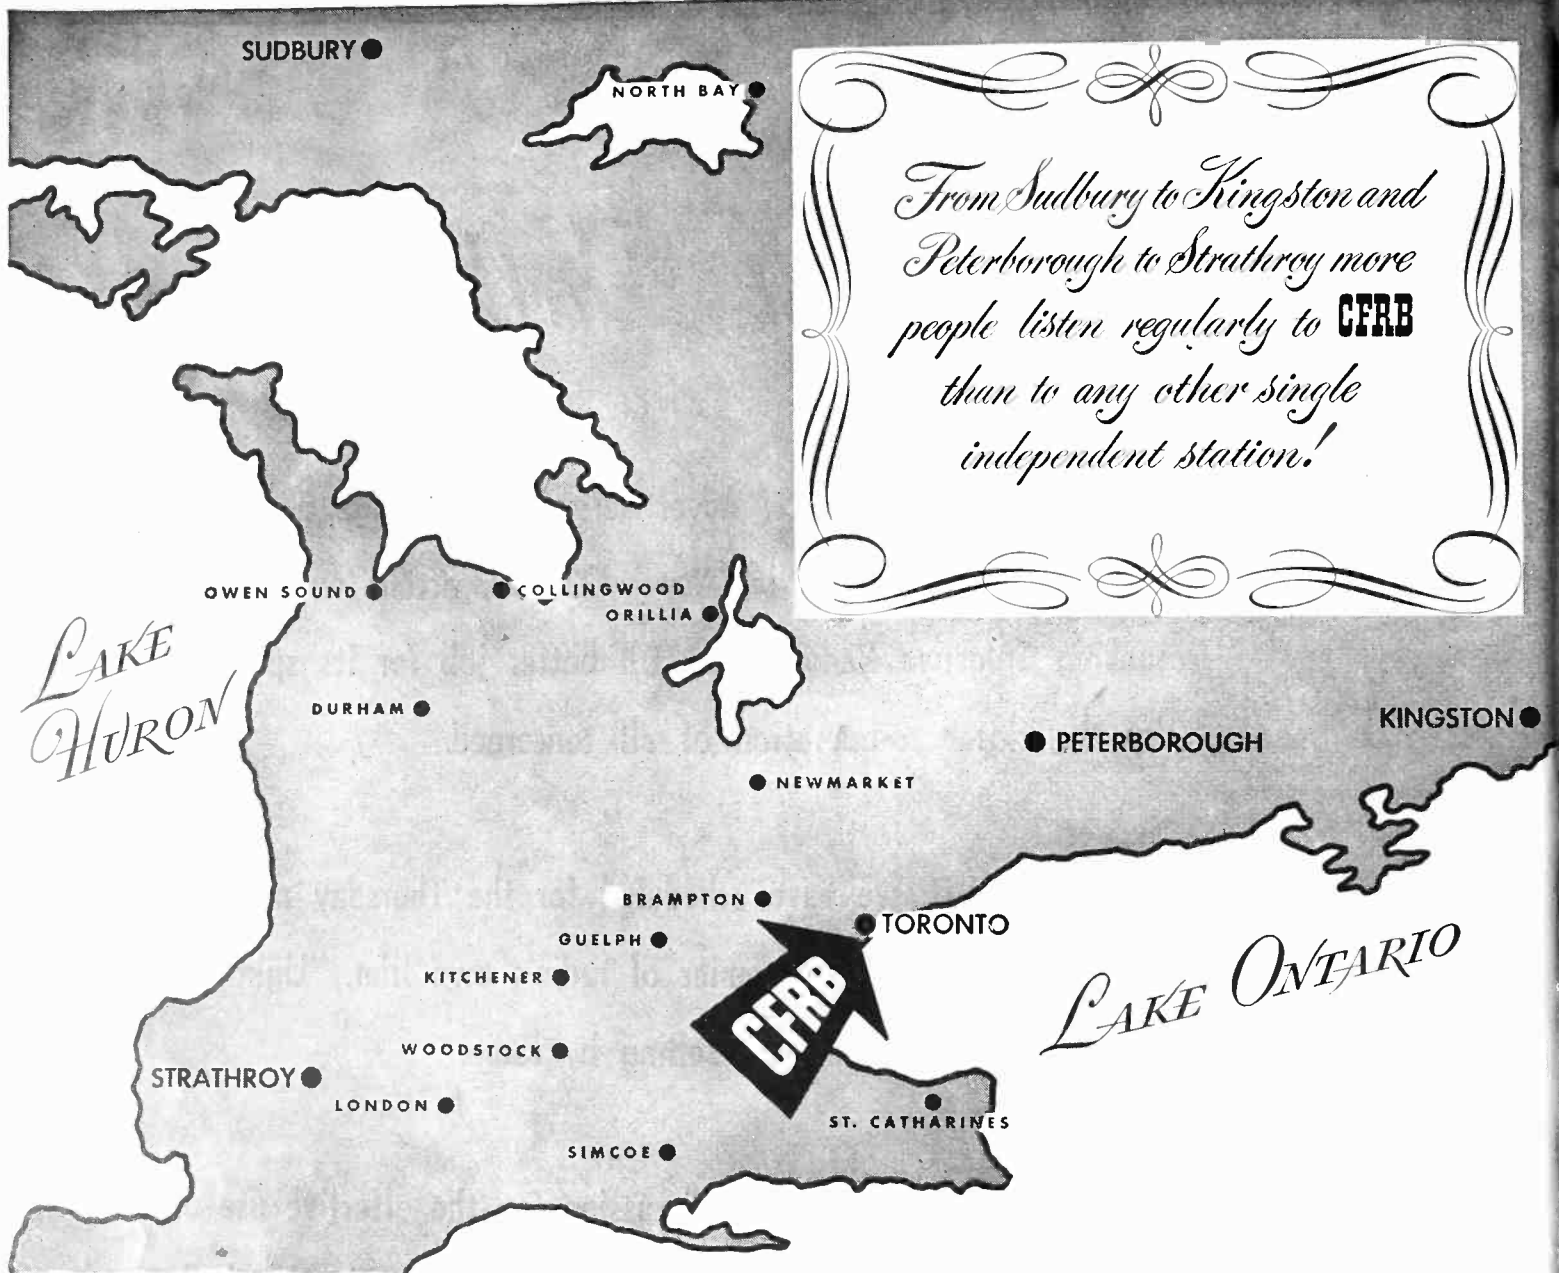 SUDBURY
NORTH BAY
From Sudbury to Kingston and
Peterborough to Strathroy more
people listen regularly to CFRB
than to any other single
independent station!
OWEN SOUND
COLLINGWOOD
ORILLIA
LAKE
HURON
DURHAM
KINGSTON
PETERBOROUGH
NEWMARKET
BRAMPTON
TORONTO
GUELPH
LAKE ONTARIO
KITCHENER
CFRB
WOODSTOCK
STRATHROY
LONDON
ST. CATHARINES
SIMCOE